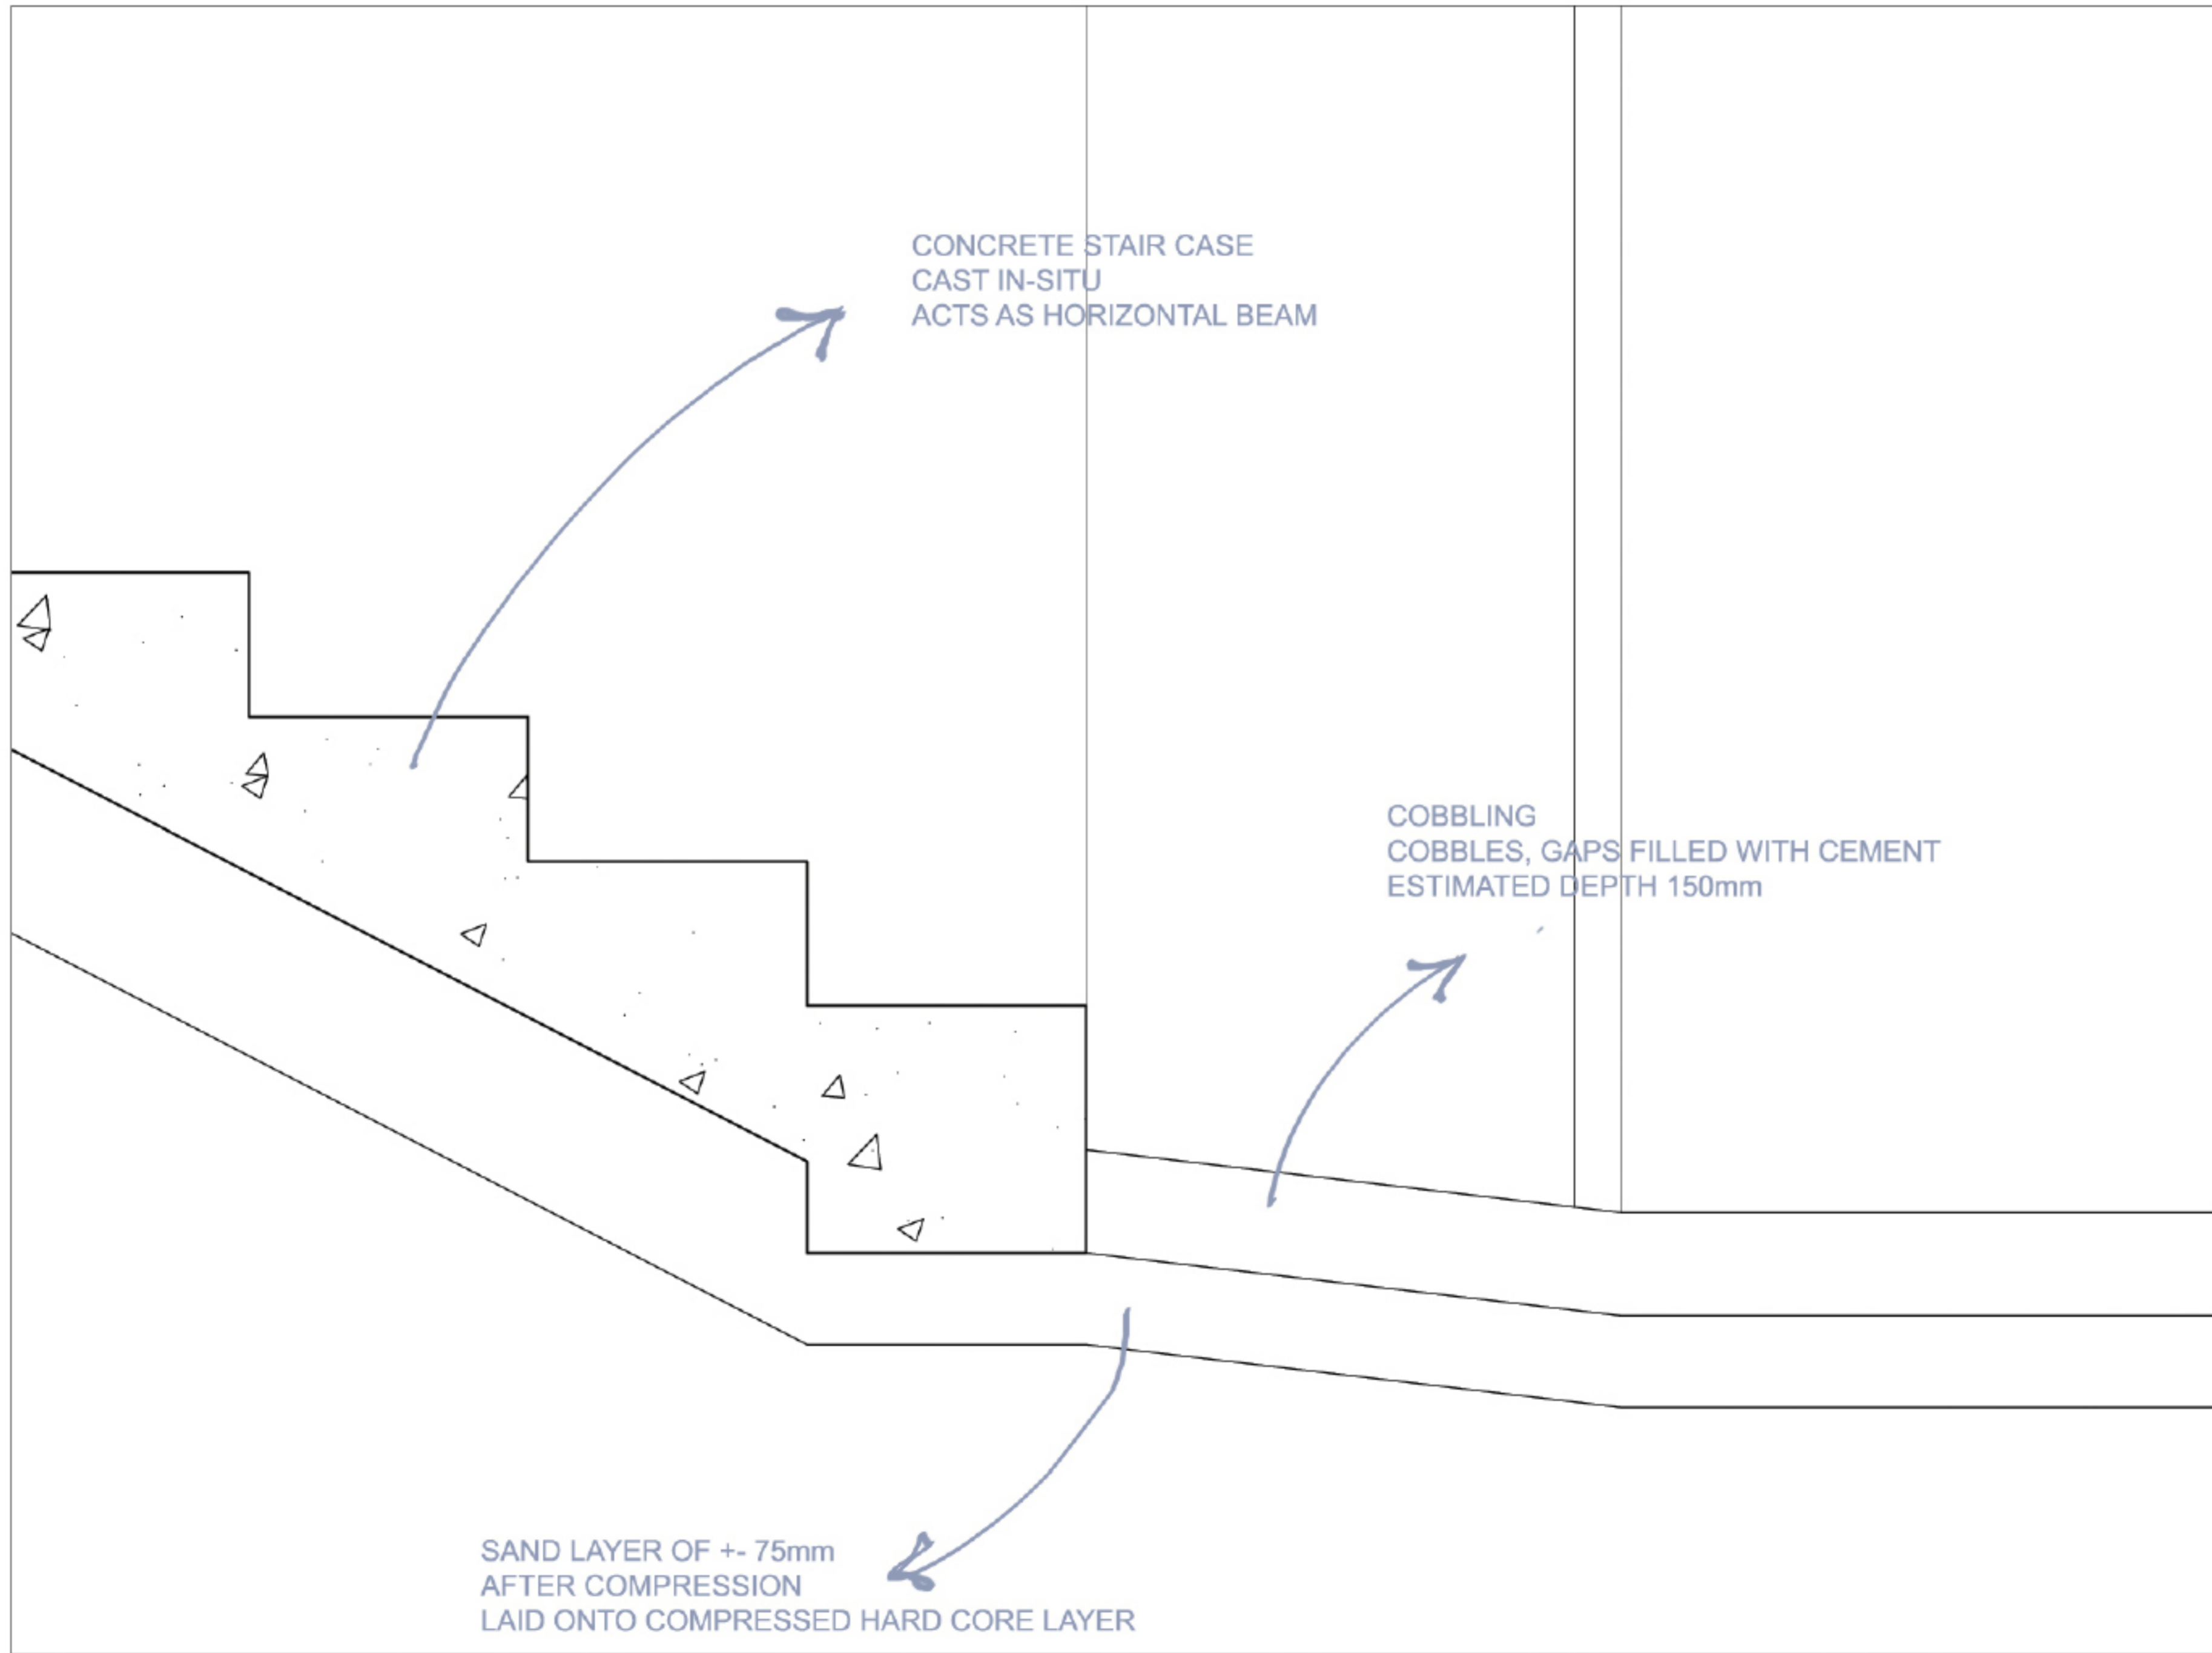 CONCRETE STAIR CASE
CAST IN-SITU
ACTS AS HORIZONTAL BEAM
COBBLING
COBBLES, GAPS FILLED WITH CEMENT
ESTIMATED DEPTH 150mm
SAND LAYER OF +- 75mm
AFTER COMPRESSION
LAID ONTO COMPRESSED HARD CORE LAYER